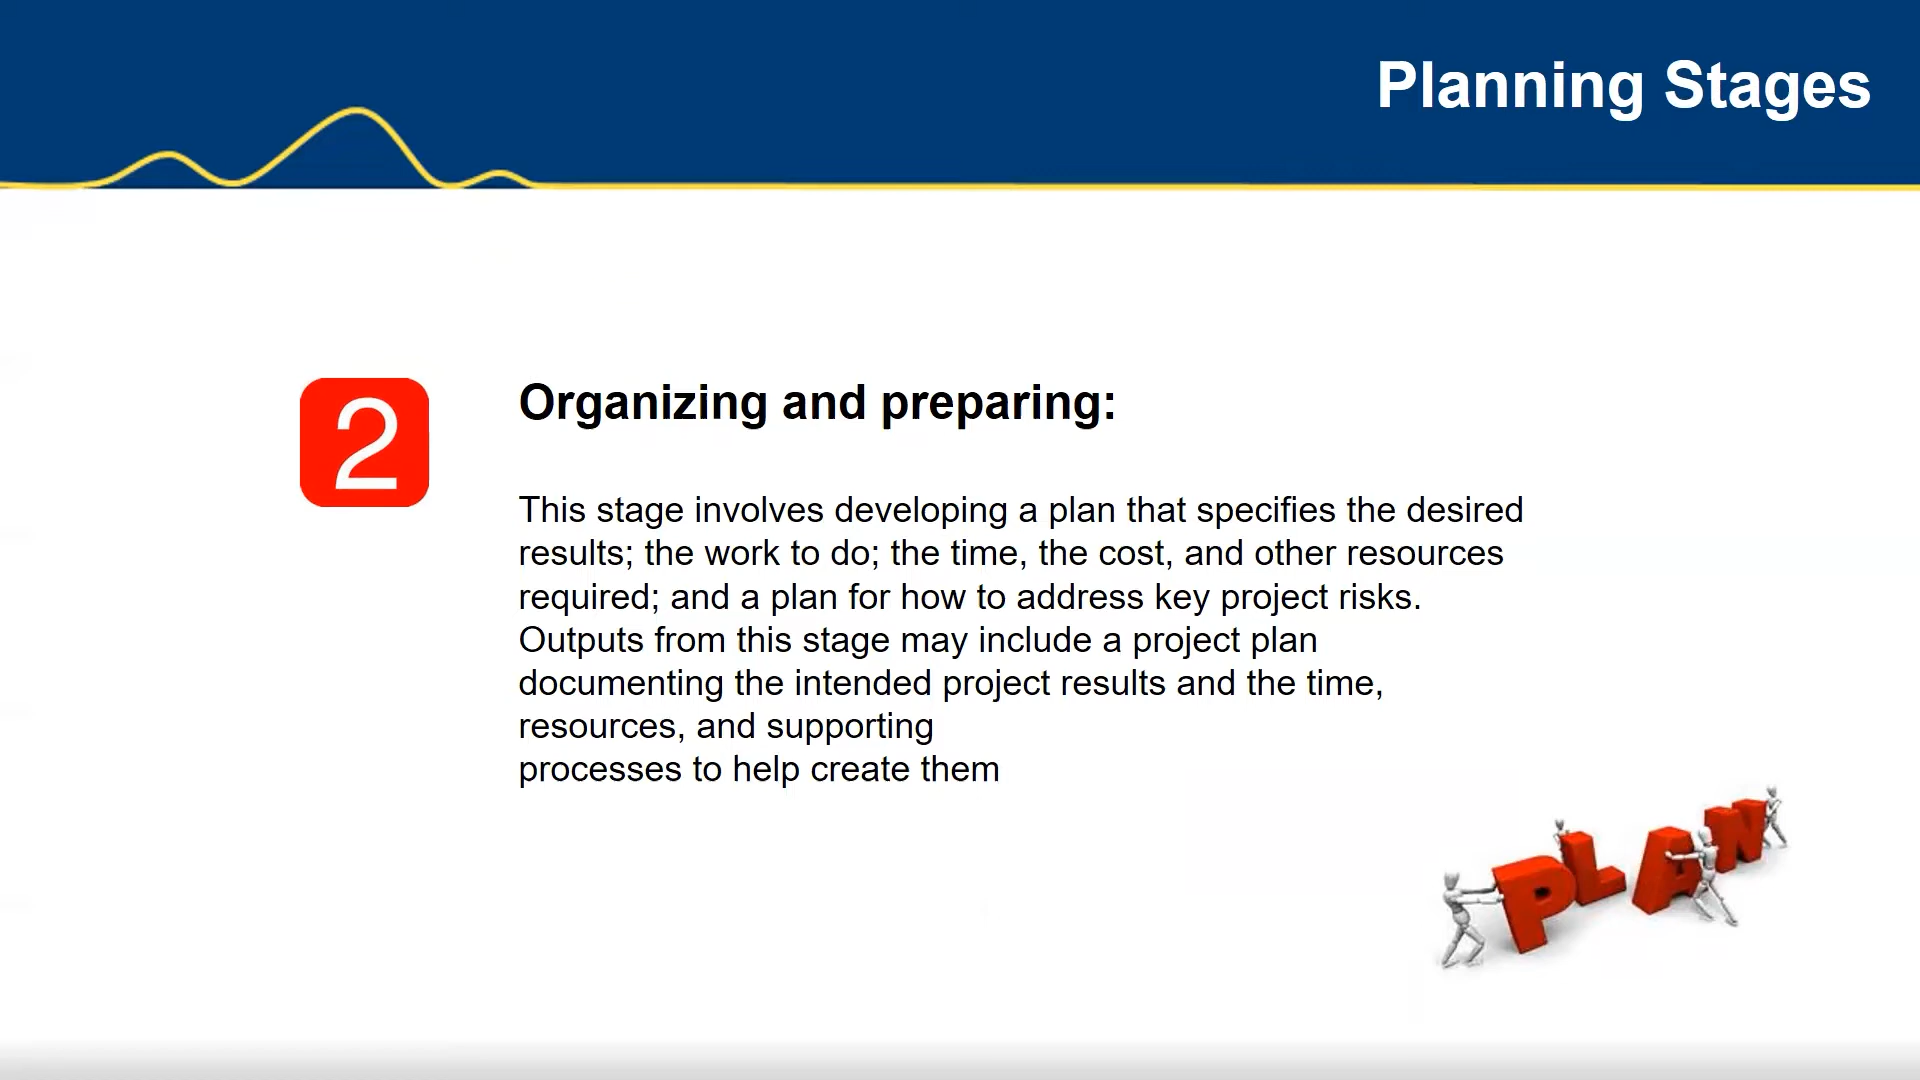 Planning Stages
2
Organizing and preparing:
This stage involves developing a plan that specifies the desired
results; the work to do; the time, the cost, and other resources
required; and a plan for how to address key project risks.
Outputs from this stage may include a project plan
documenting the intended project results and the time,
resources, and supporting
processes to help create them
PLAN